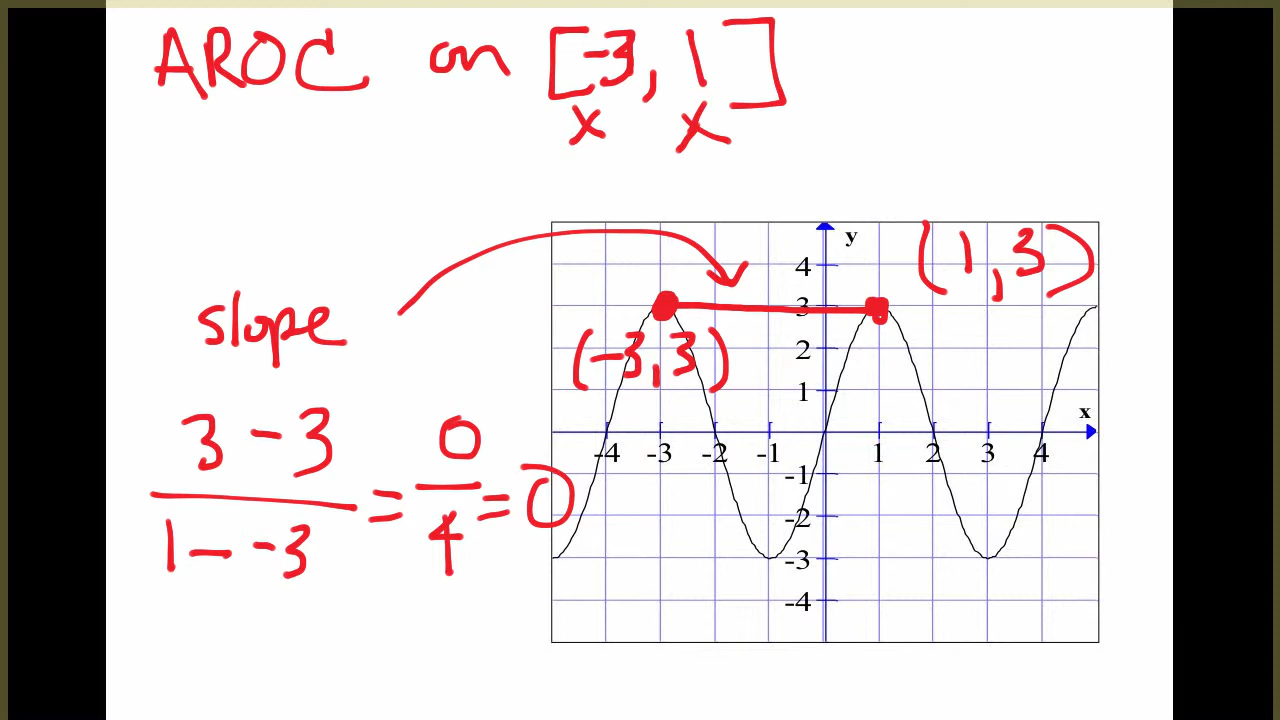 AROC on [-3, 1]
x x
y
(1, 3)
4
3
2
1
slope
(-3, 3)
x
-4 -3 -2 -1 1 2 3 4
-1
-2
-3
-4
3 - 3
1 - -3
= 0
4
= 0